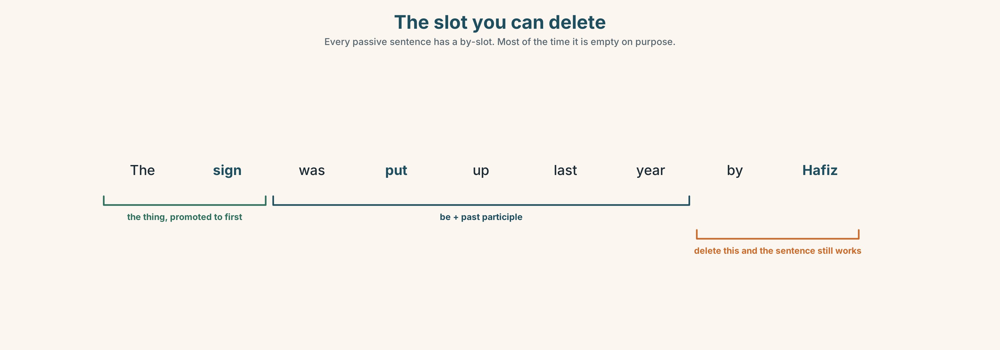 The slot you can delete
Every passive sentence has a by-slot. Most of the time it is empty on purpose.
The sign was put up last year by Hafiz
the thing, promoted to first
be + past participle
delete this and the sentence still works